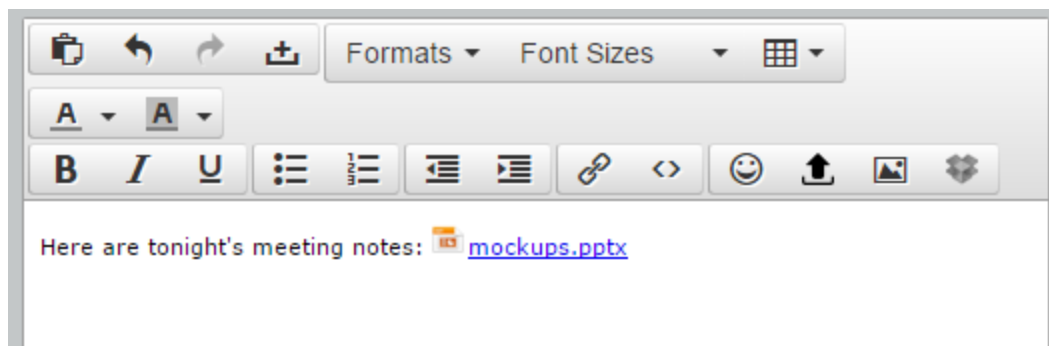 Formats Font Sizes
A A
B I U
Here are tonight's meeting notes: mockups.pptx